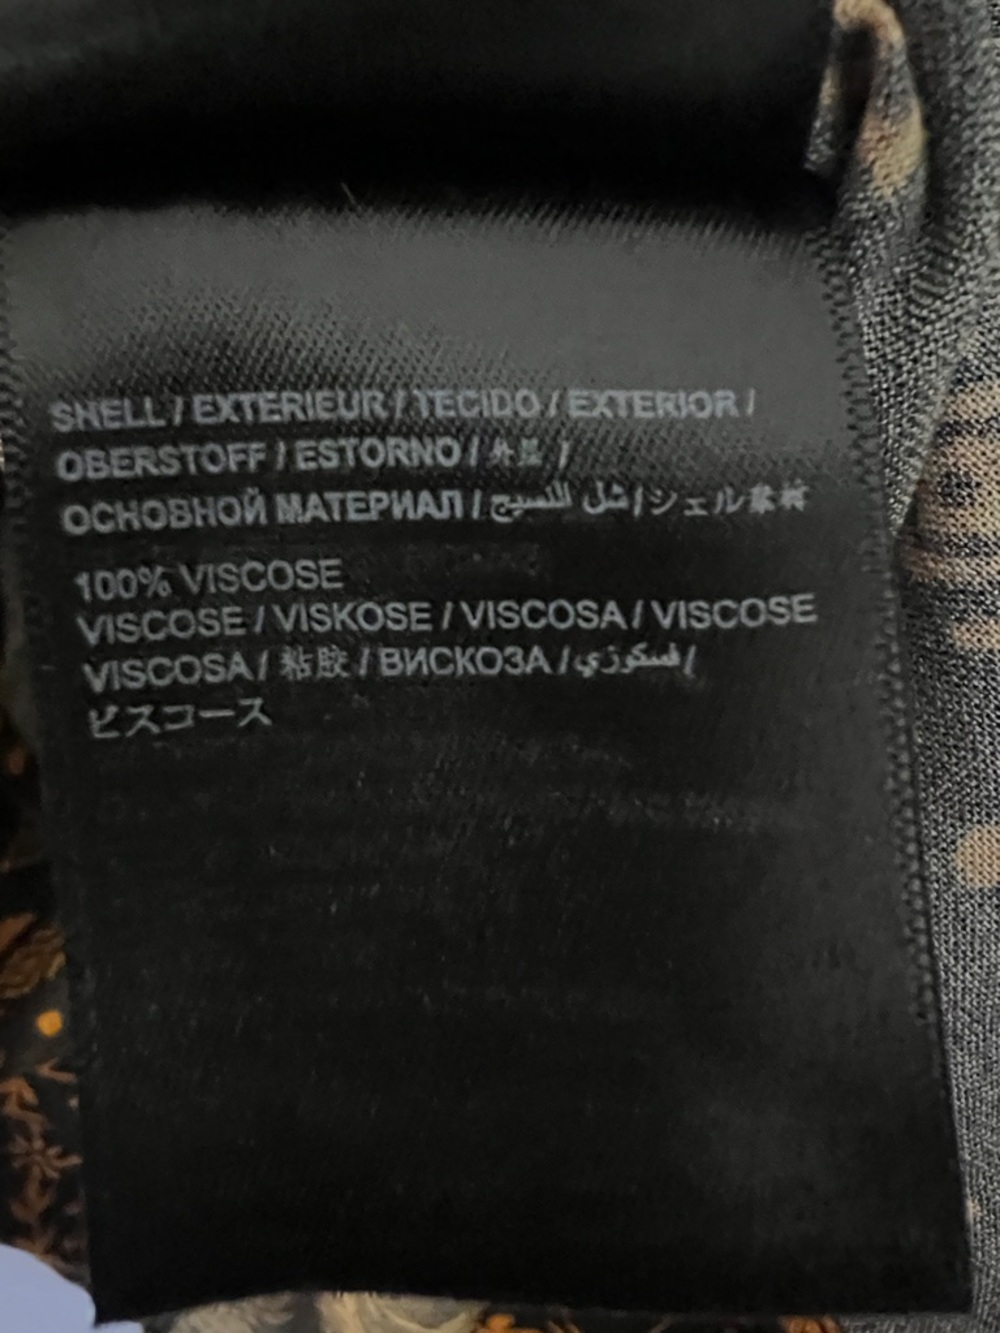 SHELL / EXTERIEUR / TECIDO / EXTERIOR /
OBERSTOFF / ESTORNO / 外层 /
ОСНОВНОЙ МАТЕРИАЛ / شل النسيج / シェル素材
100% VISCOSE
VISCOSE / VISKOSE / VISCOSA / VISCOSE
VISCOSA / 粘胶 / ВИСКОЗА / فسكوزي /
ビスコース